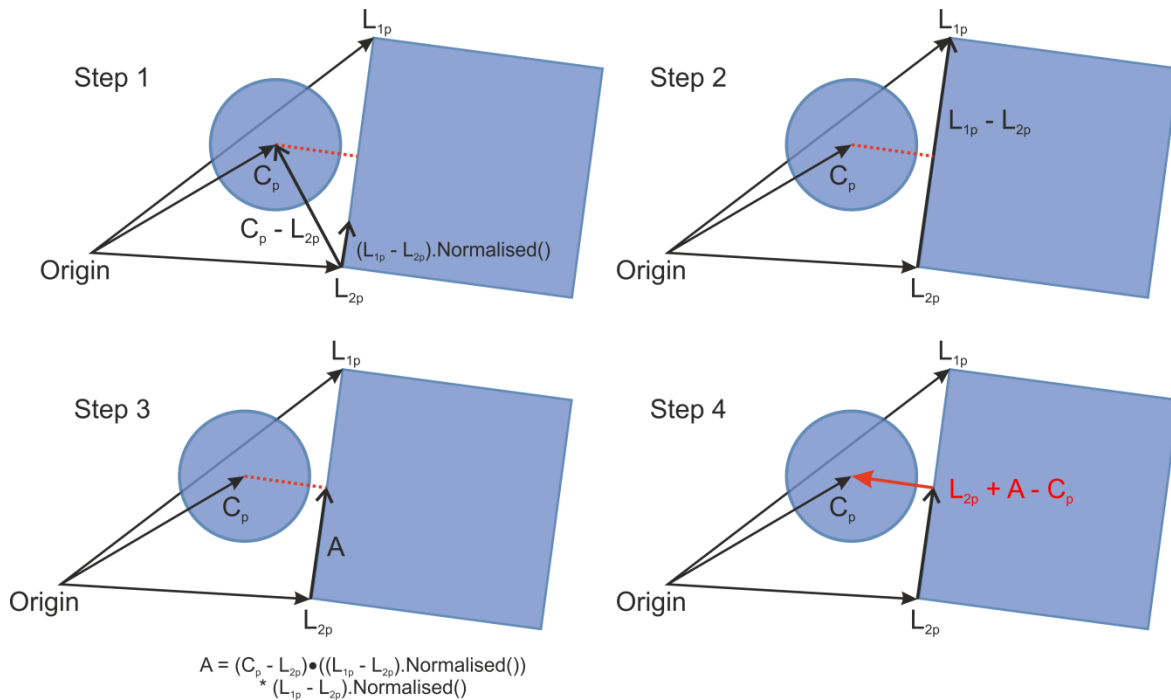 L1p
Step 1
Cp
Cp - L2p
(L1p - L2p).Normalised()
Origin
L2p
L1p
Step 2
L1p - L2p
Cp
Origin
L2p
L1p
Step 3
Cp
A
Origin
L2p
A = (Cp - L2p)•((L1p - L2p).Normalised())
* (L1p - L2p).Normalised()
L1p
Step 4
L2p + A - Cp
Cp
Origin
L2p